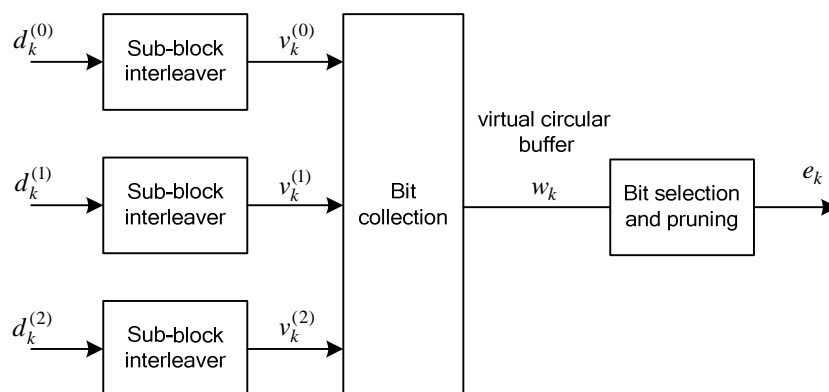 d_k^{(0)}
Sub-block
interleaver
v_k^{(0)}
d_k^{(1)}
Sub-block
interleaver
v_k^{(1)}
d_k^{(2)}
Sub-block
interleaver
v_k^{(2)}
Bit
collection
virtual circular
buffer
w_k
Bit selection
and pruning
e_k